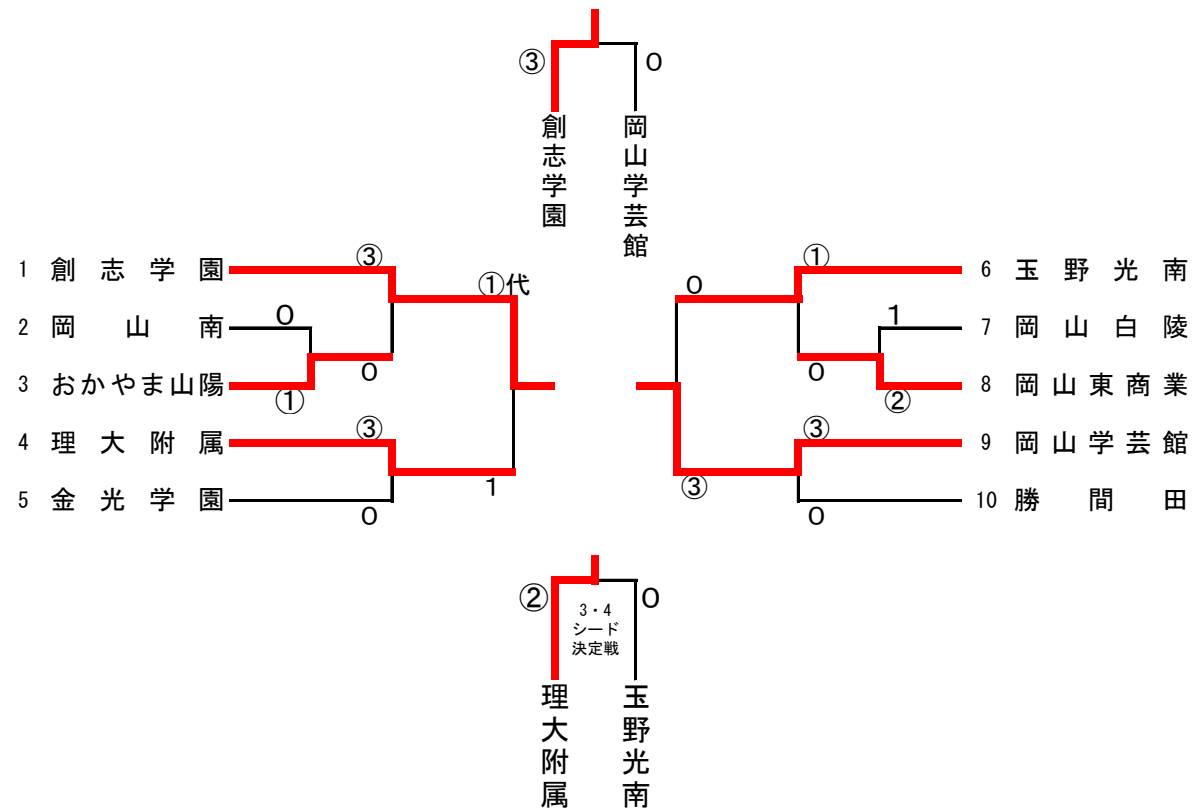 ③ 0
創志学園
岡山学芸館
1 創志学園
2 岡山南
3 おかやま山陽
4 理大附属
5 金光学園
③
0
①
0
③
0
①代
1
0
③
①
0
1
②
③
0
6 玉野光南
7 岡山白陵
8 岡山東商業
9 岡山学芸館
10 勝間田
② 0
3・4
シード
決定戦
理大附属
玉野光南